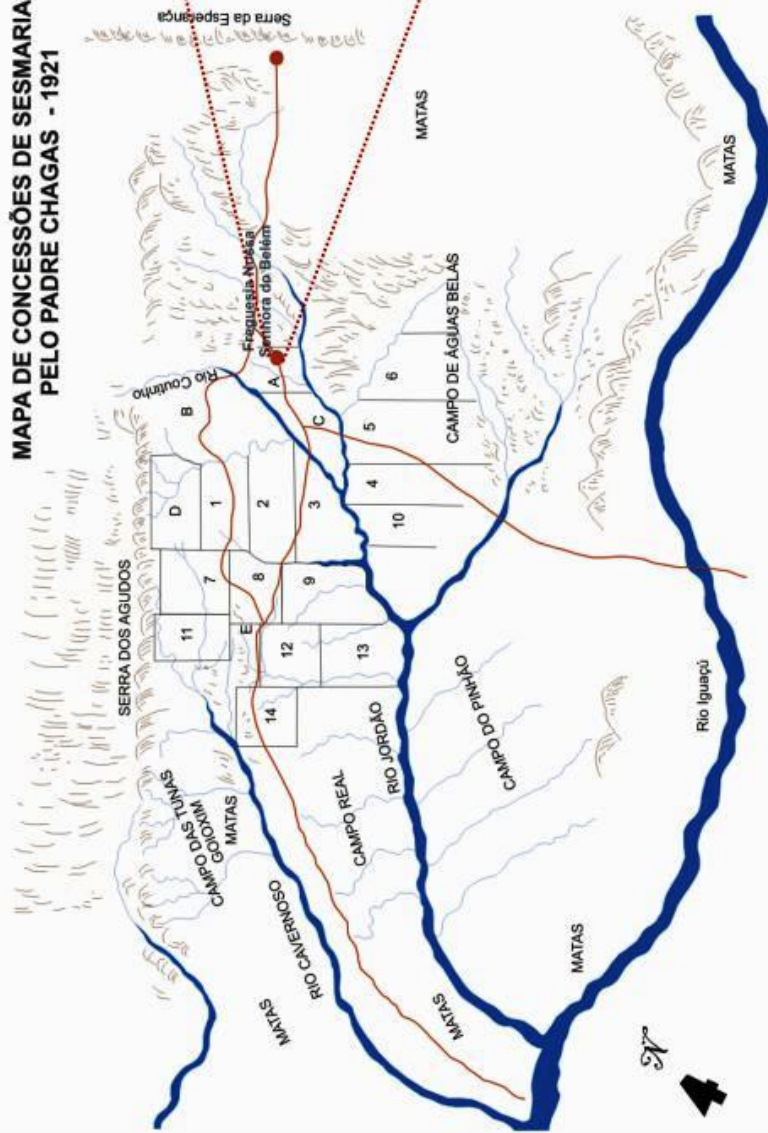 MAPA DE CONCESSÕES DE SESMARIA
PELO PADRE CHAGAS - 1921
Serra da Esperança
SERRA DOS AGUDOS
Rio Coutinho
Freguesia Nossa
Senhora do Belém
MATAS
A
B
C
D
E
1
2
3
4
5
6
7
8
9
10
11
12
13
14
CAMPO DE ÁGUAS BELAS
CAMPO DAS TUNAS
GOIOXIM
MATAS
RIO CAVERNOSO
MATAS
CAMPO REAL
RIO JORDÃO
CAMPO DO PINHÃO
MATAS
MATAS
Rio Iguaçú
MATAS
N